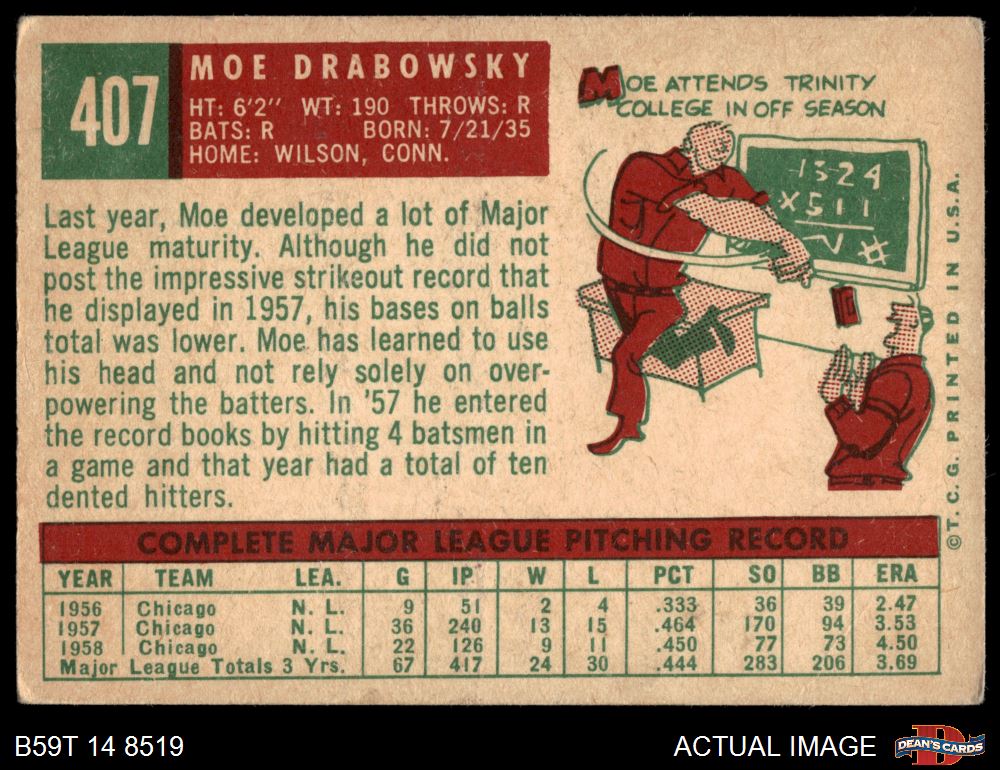 407
MOE DRABOWSKY
HT: 6'2" WT: 190 THROWS: R
BATS: R BORN: 7/21/35
HOME: WILSON, CONN.
MOE ATTENDS TRINITY
COLLEGE IN OFF SEASON
1324
X511
Last year, Moe developed a lot of Major
League maturity. Although he did not
post the impressive strikeout record that
he displayed in 1957, his bases on balls
total was lower. Moe has learned to use
his head and not rely solely on over-
powering the batters. In '57 he entered
the record books by hitting 4 batsmen in
a game and that year had a total of ten
dented hitters.
©T. C. G. PRINTED IN U.S.A.
COMPLETE MAJOR LEAGUE PITCHING RECORD
YEAR TEAM LEA. G IP W L PCT SO BB ERA
1956 Chicago N. L. 9 51 2 4 .333 36 39 2.47
1957 Chicago N. L. 36 240 13 15 .464 170 94 3.53
1958 Chicago N. L. 22 126 9 11 .450 77 73 4.50
Major League Totals 3 Yrs. 67 417 24 30 .444 283 206 3.69
B59T 14 8519
ACTUAL IMAGE
DEAN'S CARDS